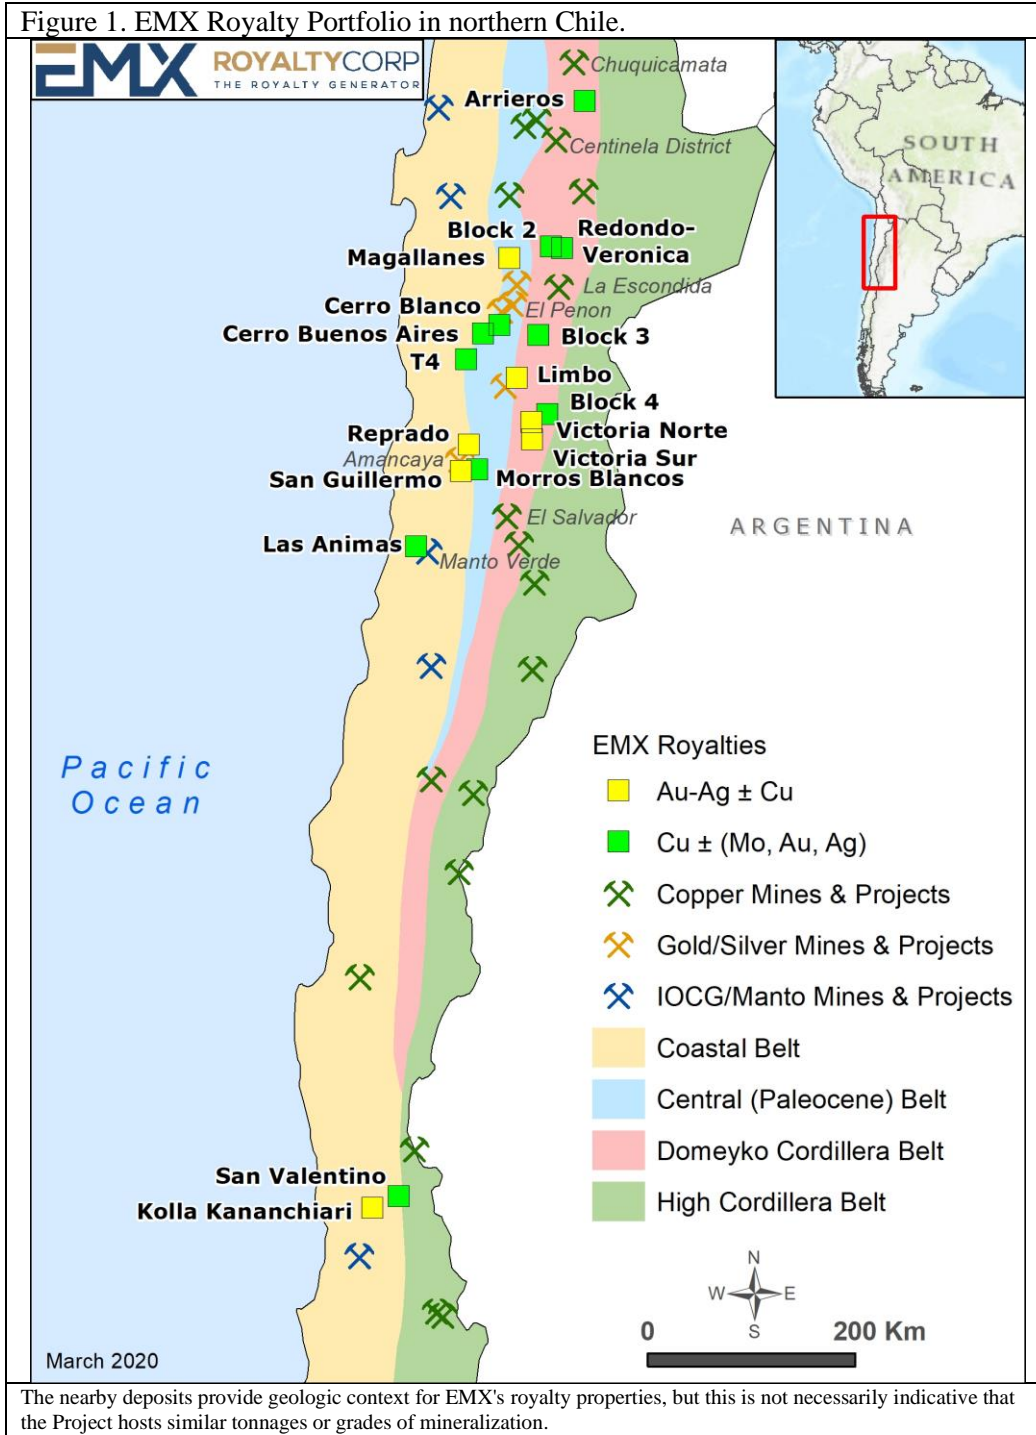 Figure 1. EMX Royalty Portfolio in northern Chile.
EMX ROYALTYCORP
THE ROYALTY GENERATOR
Chuquicamata
Arrieros
Centinela District
SOUTH
AMERICA
Block 2
Redondo-
Veronica
Magallanes
La Escondida
Cerro Blanco
El Penon
Cerro Buenos Aires
Block 3
T4
Limbo
Block 4
Victoria Norte
Reprado
Victoria Sur
Amancaya
San Guillermo
Morros Blancos
El Salvador
ARGENTINA
Las Animas
Manto Verde
Pacific
Ocean
EMX Royalties
Au-Ag ± Cu
Cu ± (Mo, Au, Ag)
Copper Mines & Projects
Gold/Silver Mines & Projects
IOCG/Manto Mines & Projects
Coastal Belt
Central (Paleocene) Belt
Domeyko Cordillera Belt
High Cordillera Belt
San Valentino
Kolla Kananchiari
N
W E
S
0 200 Km
March 2020
The nearby deposits provide geologic context for EMX's royalty properties, but this is not necessarily indicative that
the Project hosts similar tonnages or grades of mineralization.